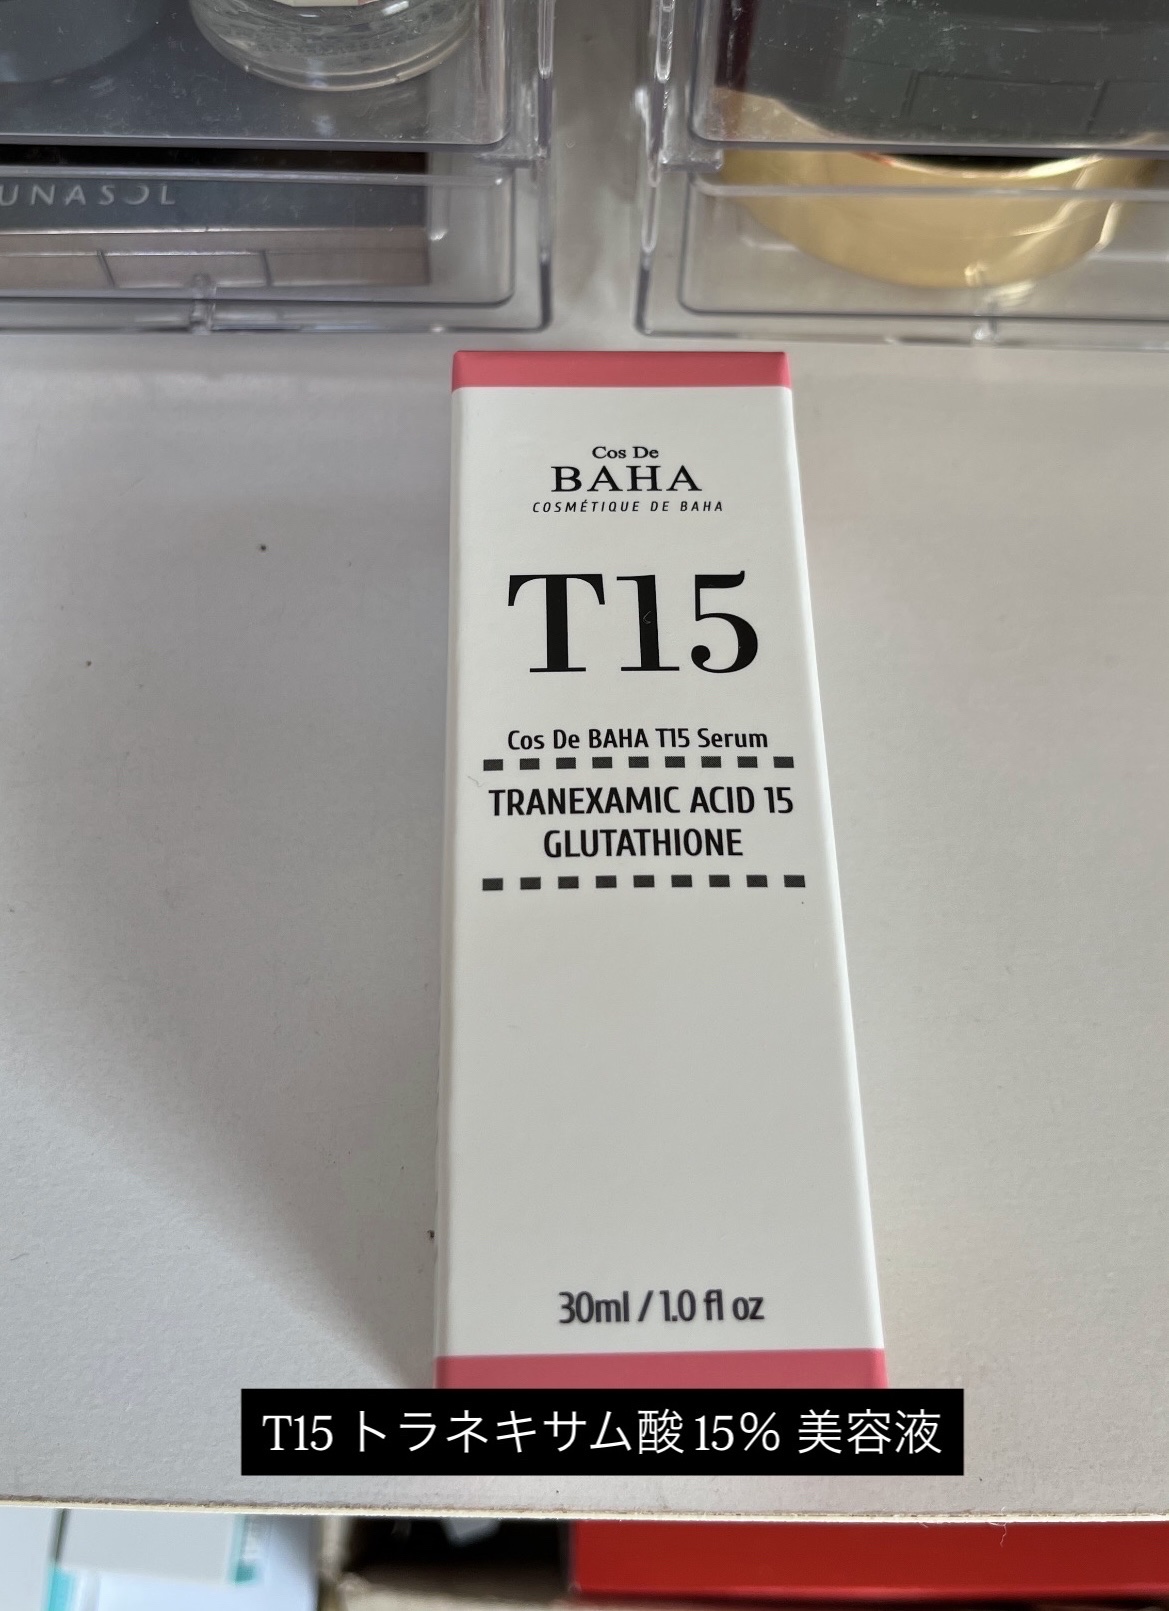 UNASOL
Cos De
BAHA
COSMÉTIQUE DE BAHA
T15
Cos De BAHA T15 Serum
TRANEXAMIC ACID 15
GLUTATHIONE
30ml / 1.0 fl oz
T15 トラネキサム酸 15% 美容液